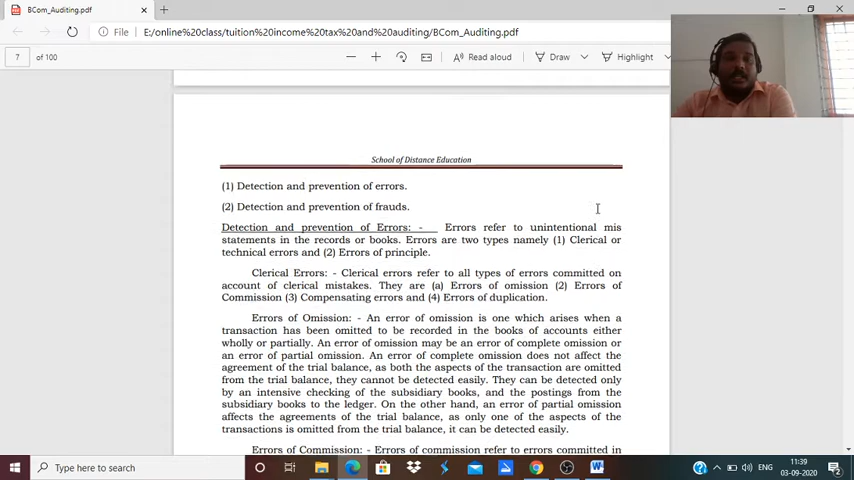 BCom_Auditing.pdf
File E:/online%20class/tuition%20income%20tax%20and%20auditing/BCom_Auditing.pdf
7 of 100 Read aloud Draw Highlight
School of Distance Education
(1) Detection and prevention of errors.
(2) Detection and prevention of frauds.
Detection and prevention of Errors: - Errors refer to unintentional mis
statements in the records or books. Errors are two types namely (1) Clerical or
technical errors and (2) Errors of principle.
Clerical Errors: - Clerical errors refer to all types of errors committed on
account of clerical mistakes. They are (a) Errors of omission (2) Errors of
Commission (3) Compensating errors and (4) Errors of duplication.
Errors of Omission: - An error of omission is one which arises when a
transaction has been omitted to be recorded in the books of accounts either
wholly or partially. An error of omission may be an error of complete omission or
an error of partial omission. An error of complete omission does not affect the
agreement of the trial balance, as both the aspects of the transaction are omitted
from the trial balance, they cannot be detected easily. They can be detected only
by an intensive checking of the subsidiary books, and the postings from the
subsidiary books to the ledger. On the other hand, an error of partial omission
affects the agreements of the trial balance, as only one of the aspects of the
transactions is omitted from the trial balance, it can be detected easily.
Errors of Commission: - Errors of commission refer to errors committed in
Type here to search
ENG
11:39
03-09-2020
2